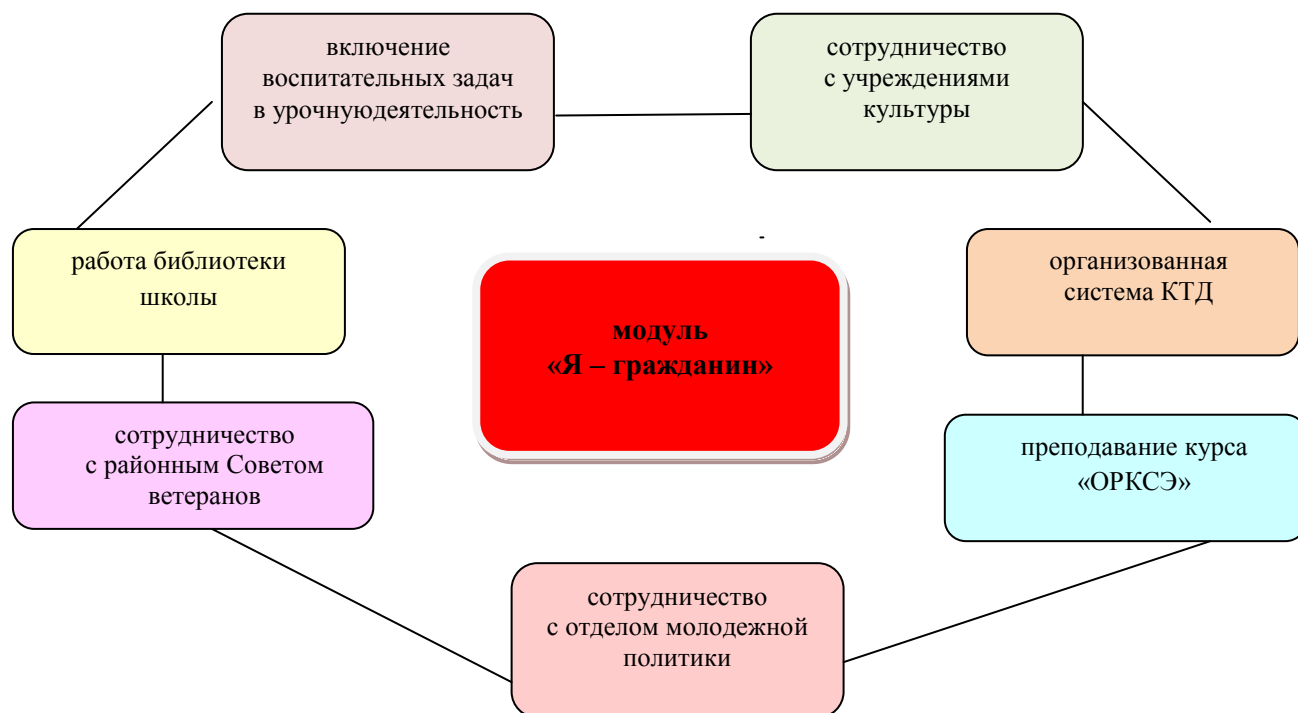 включение
воспитательных задач
в урочнуюдеятельность
сотрудничество
с учреждениями
культуры
работа библиотеки
школы
-
модуль
«Я – гражданин»
организованная
система КТД
сотрудничество
с районным Советом
ветеранов
преподавание курса
«ОРКСЭ»
сотрудничество
с отделом молодежной
политики